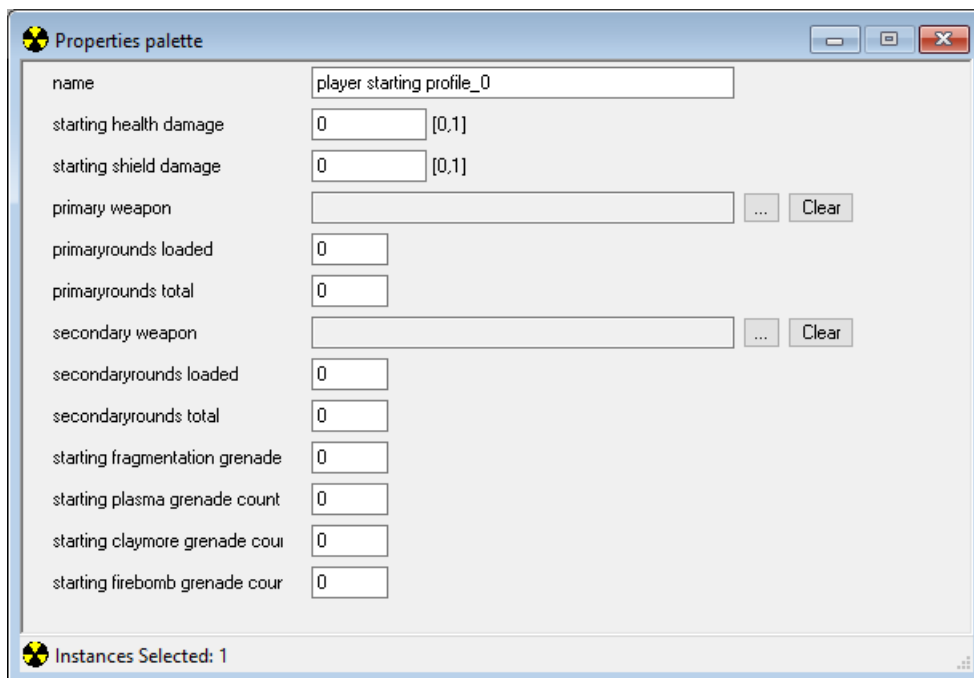 Properties palette
name player starting profile_0
starting health damage 0 [0,1]
starting shield damage 0 [0,1]
primary weapon ... Clear
primaryrounds loaded 0
primaryrounds total 0
secondary weapon ... Clear
secondaryrounds loaded 0
secondaryrounds total 0
starting fragmentation grenade 0
starting plasma grenade count 0
starting claymore grenade cour 0
starting firebomb grenade cour 0
Instances Selected: 1